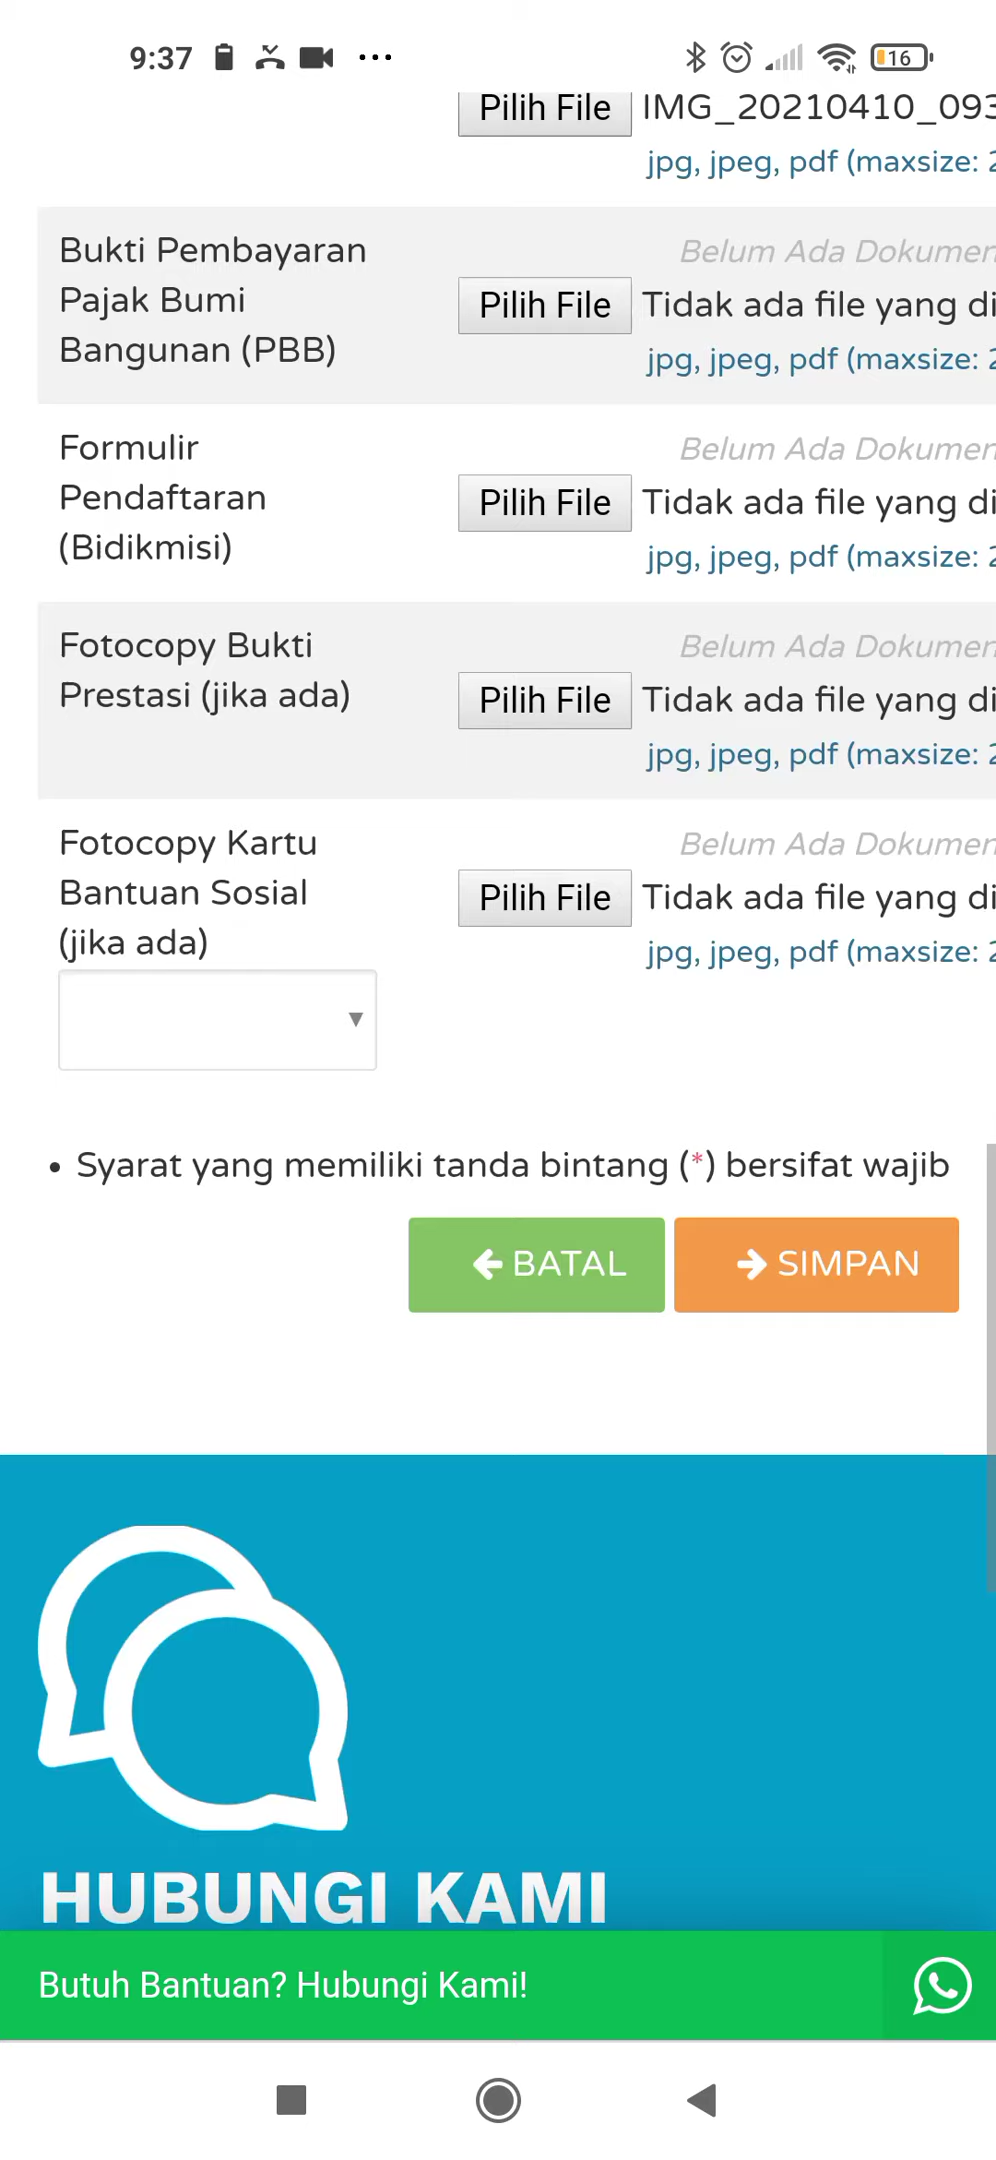 9:37
16
Pilih File IMG_20210410_093
jpg, jpeg, pdf (maxsize: 2
Bukti Pembayaran
Pajak Bumi
Bangunan (PBB)
Belum Ada Dokumen
Pilih File Tidak ada file yang di
jpg, jpeg, pdf (maxsize: 2
Formulir
Pendaftaran
(Bidikmisi)
Belum Ada Dokumen
Pilih File Tidak ada file yang di
jpg, jpeg, pdf (maxsize: 2
Fotocopy Bukti
Prestasi (jika ada)
Belum Ada Dokumen
Pilih File Tidak ada file yang di
jpg, jpeg, pdf (maxsize: 2
Fotocopy Kartu
Bantuan Sosial
(jika ada)
Belum Ada Dokumen
Pilih File Tidak ada file yang di
jpg, jpeg, pdf (maxsize: 2
• Syarat yang memiliki tanda bintang (*) bersifat wajib
BATAL
SIMPAN
HUBUNGI KAMI
Butuh Bantuan? Hubungi Kami!